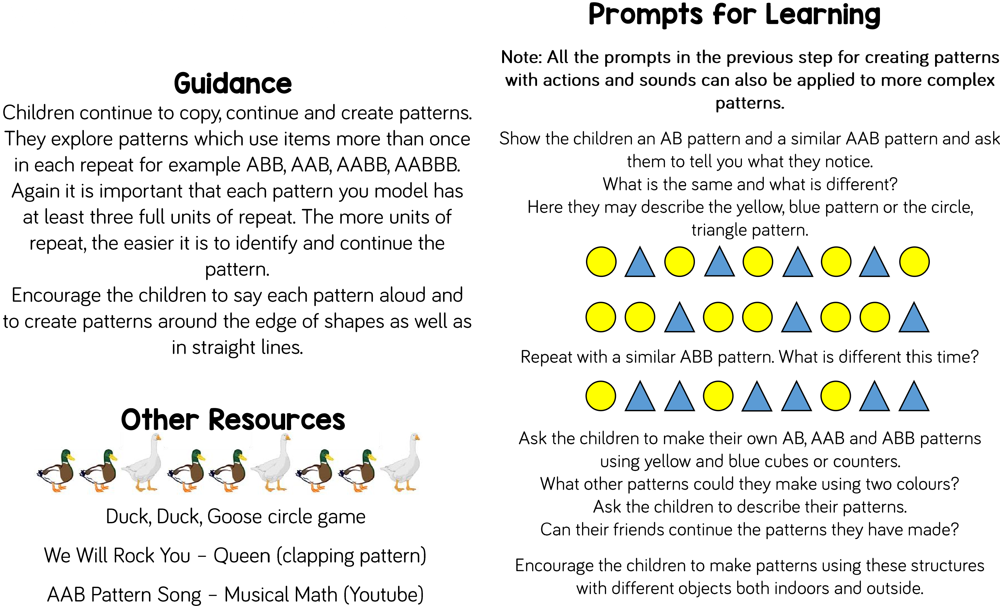 Guidance
Children continue to copy, continue and create patterns.
They explore patterns which use items more than once
in each repeat for example ABB, AAB, AABB, AABBB.
Again it is important that each pattern you model has
at least three full units of repeat. The more units of
repeat, the easier it is to identify and continue the
pattern.
Encourage the children to say each pattern aloud and
to create patterns around the edge of shapes as well as
in straight lines.
Other Resources
Duck, Duck, Goose circle game
We Will Rock You – Queen (clapping pattern)
AAB Pattern Song – Musical Math (Youtube)
Prompts for Learning
Note: All the prompts in the previous step for creating patterns
with actions and sounds can also be applied to more complex
patterns.
Show the children an AB pattern and a similar AAB pattern and ask
them to tell you what they notice.
What is the same and what is different?
Here they may describe the yellow, blue pattern or the circle,
triangle pattern.
Repeat with a similar ABB pattern. What is different this time?
Ask the children to make their own AB, AAB and ABB patterns
using yellow and blue cubes or counters.
What other patterns could they make using two colours?
Ask the children to describe their patterns.
Can their friends continue the patterns they have made?
Encourage the children to make patterns using these structures
with different objects both indoors and outside.